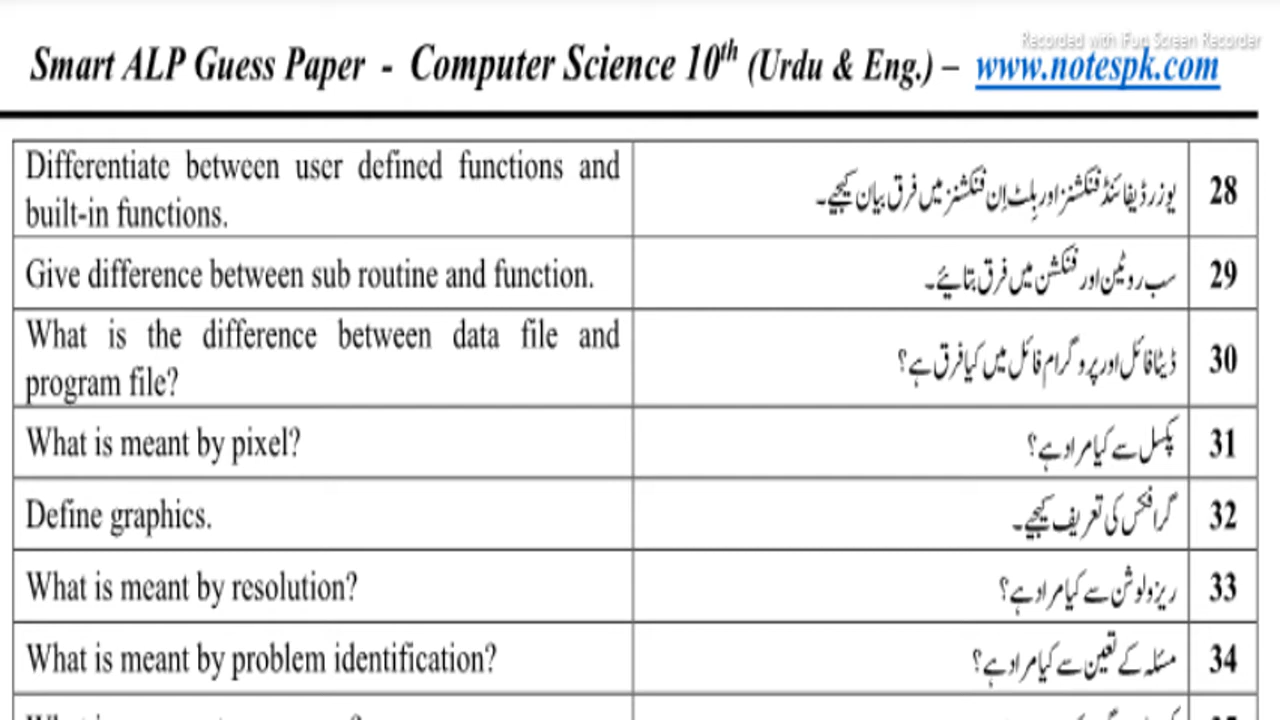 Recorded with iFun Screen Recorder
Smart ALP Guess Paper - Computer Science 10th (Urdu & Eng.) – www.notespk.com
Differentiate between user defined functions and
built-in functions.
یوزر ڈیفائنڈ فنکشنز اور بِلٹ اِن فنکشنز میں فرق بیان کیجیے۔
28
Give difference between sub routine and function.
سب روٹین اور فنکشن میں فرق بتائیے۔
29
What is the difference between data file and
program file?
ڈیٹا فائل اور پروگرام فائل میں کیا فرق ہے؟
30
What is meant by pixel?
پکسل سے کیا مراد ہے؟
31
Define graphics.
گرافکس کی تعریف کیجیے۔
32
What is meant by resolution?
ریزولوشن سے کیا مراد ہے؟
33
What is meant by problem identification?
مسئلہ کے تعین سے کیا مراد ہے؟
34